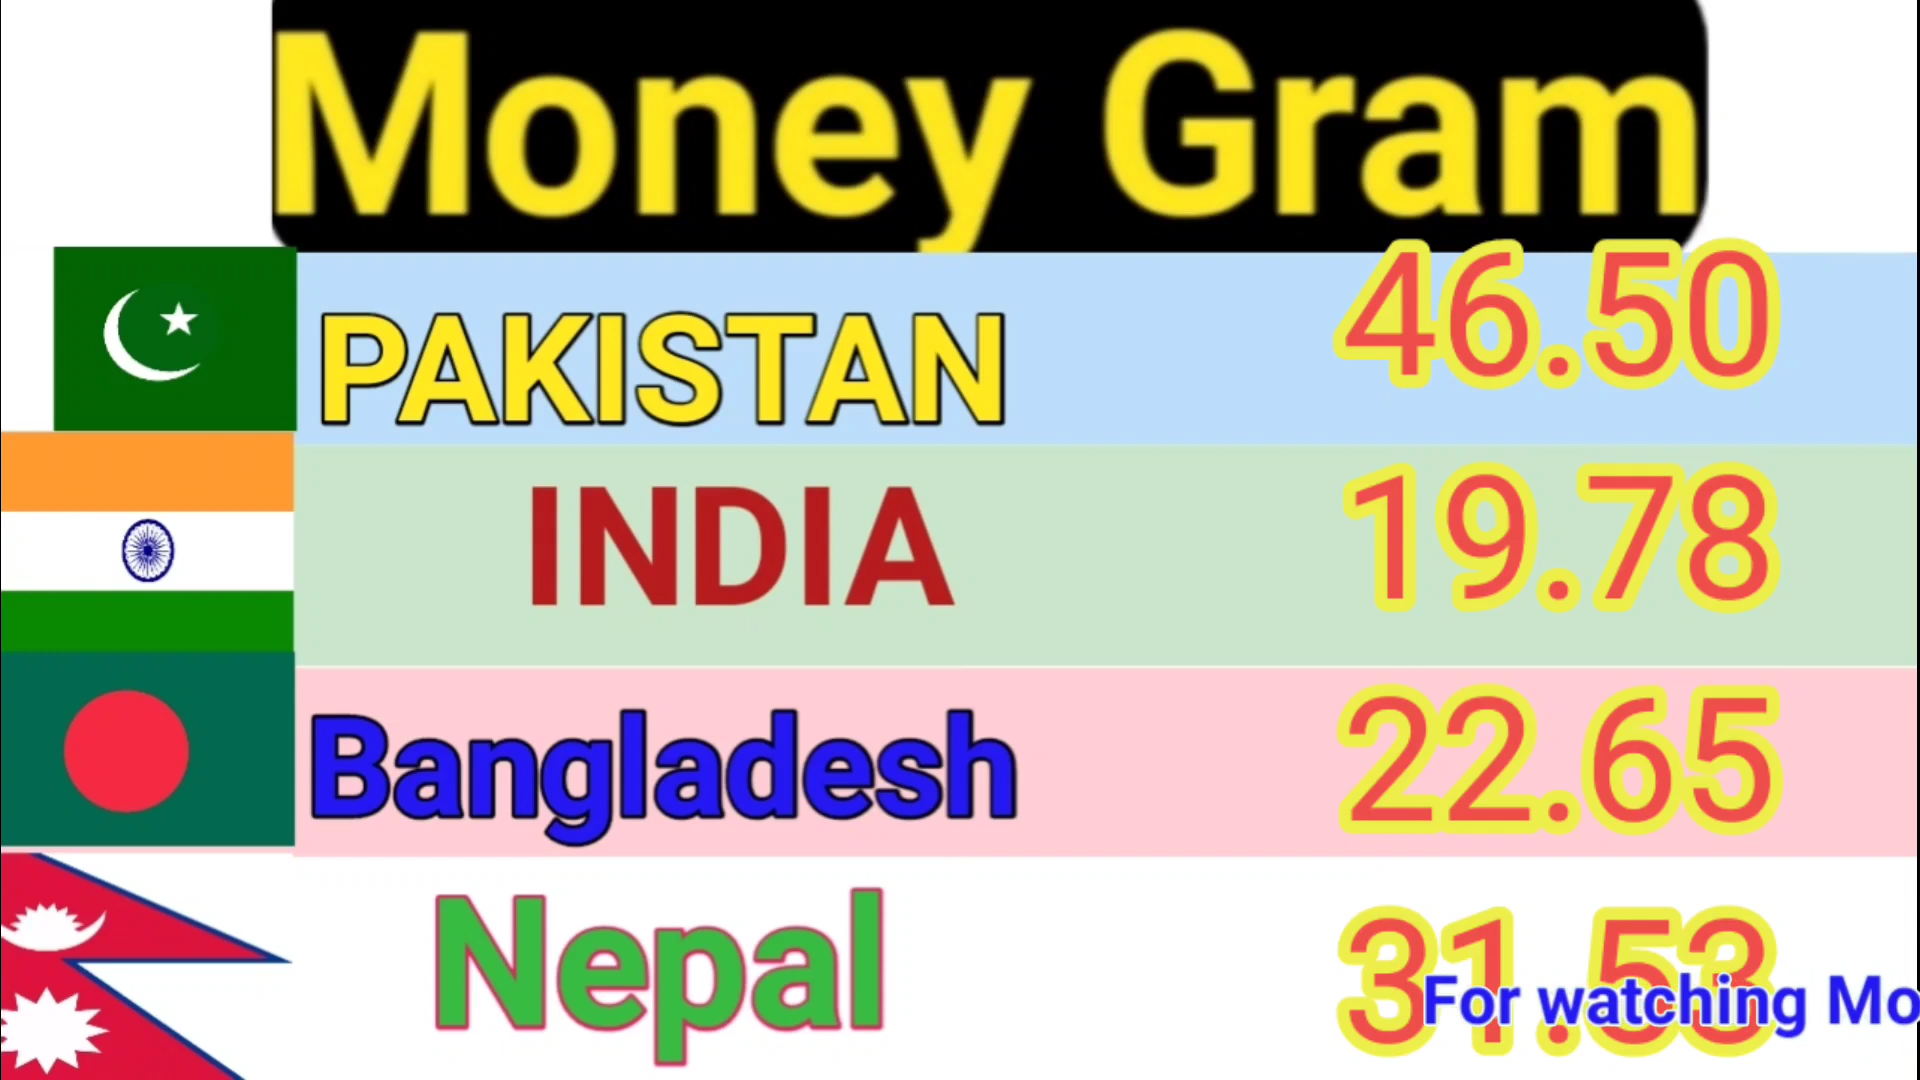 Money Gram
PAKISTAN 46.50
INDIA 19.78
Bangladesh 22.65
Nepal 31.53
For watching Mo